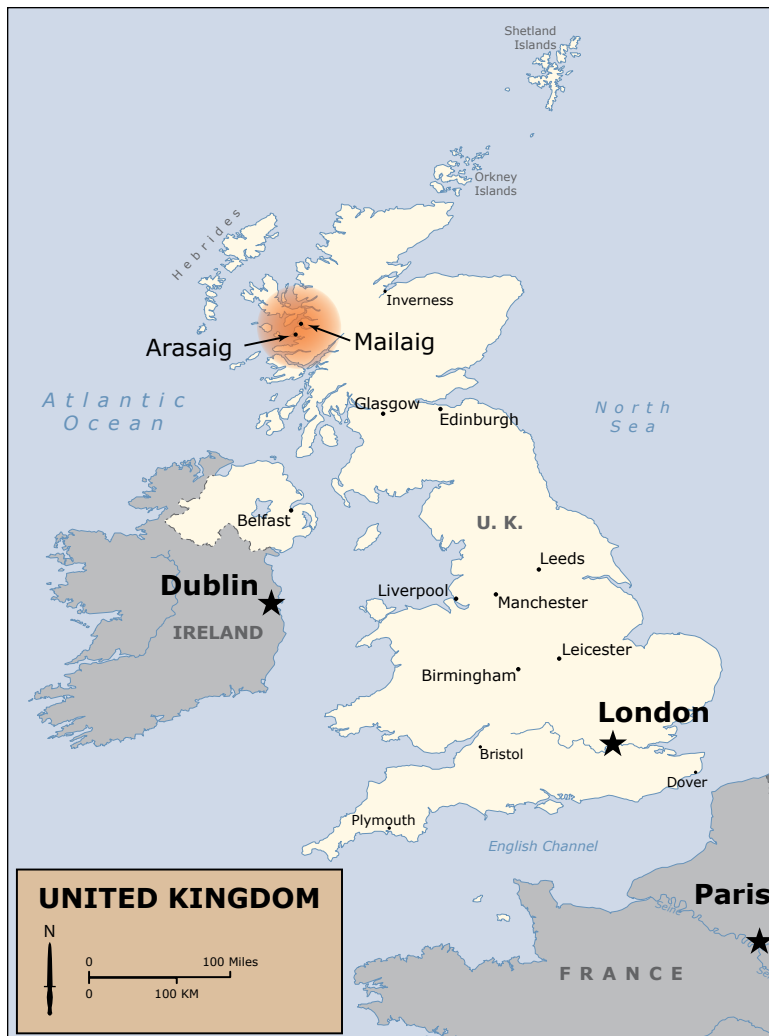 Shetland
Islands
Orkney
Islands
Hebrides
Inverness
Arasaig
Mailaig
Atlantic
Ocean
Glasgow
Edinburgh
North
Sea
Belfast
U. K.
Leeds
Dublin
Liverpool
Manchester
IRELAND
Leicester
Birmingham
London
Bristol
Dover
Plymouth
English Channel
UNITED KINGDOM
N
0 100 Miles
0 100 KM
Paris
Seine
FRANCE